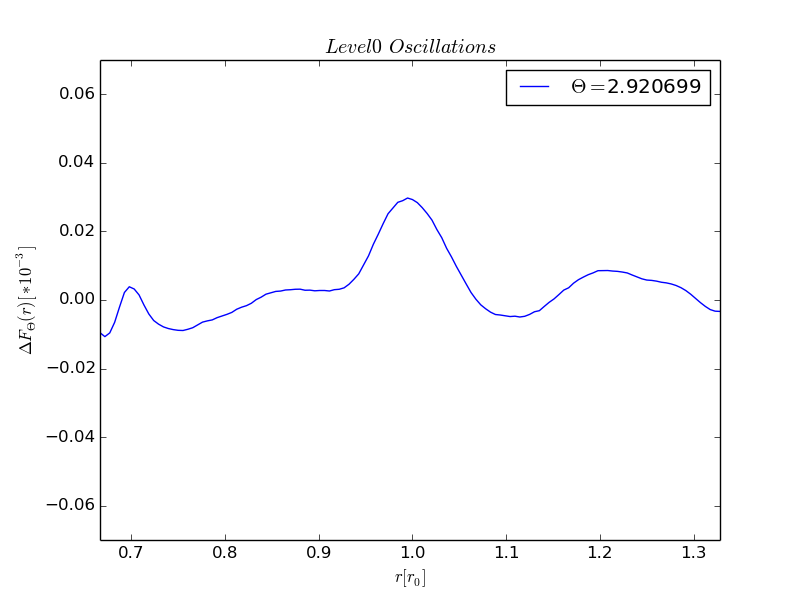 Level0 Oscillations
Θ=2.920699
0.06
0.04
0.02
0.00
−0.02
−0.04
−0.06
ΔF_Θ(r)[*10^{-3}]
0.7 0.8 0.9 1.0 1.1 1.2 1.3
r[r_0]